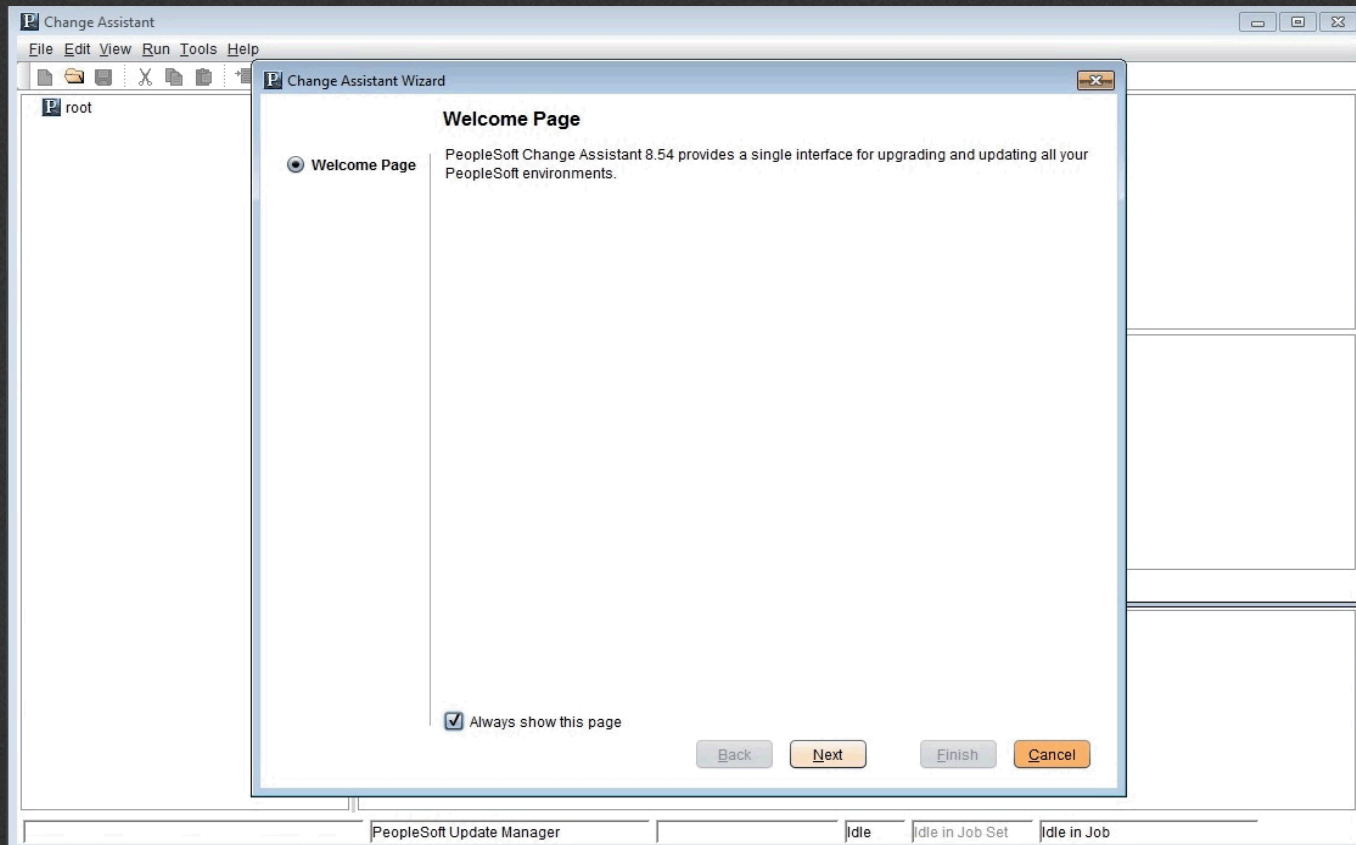 Change Assistant
File Edit View Run Tools Help
root
Change Assistant Wizard
Welcome Page
Welcome Page
PeopleSoft Change Assistant 8.54 provides a single interface for upgrading and updating all your
PeopleSoft environments.
Always show this page
Back Next Finish Cancel
PeopleSoft Update Manager Idle Idle in Job Set Idle in Job